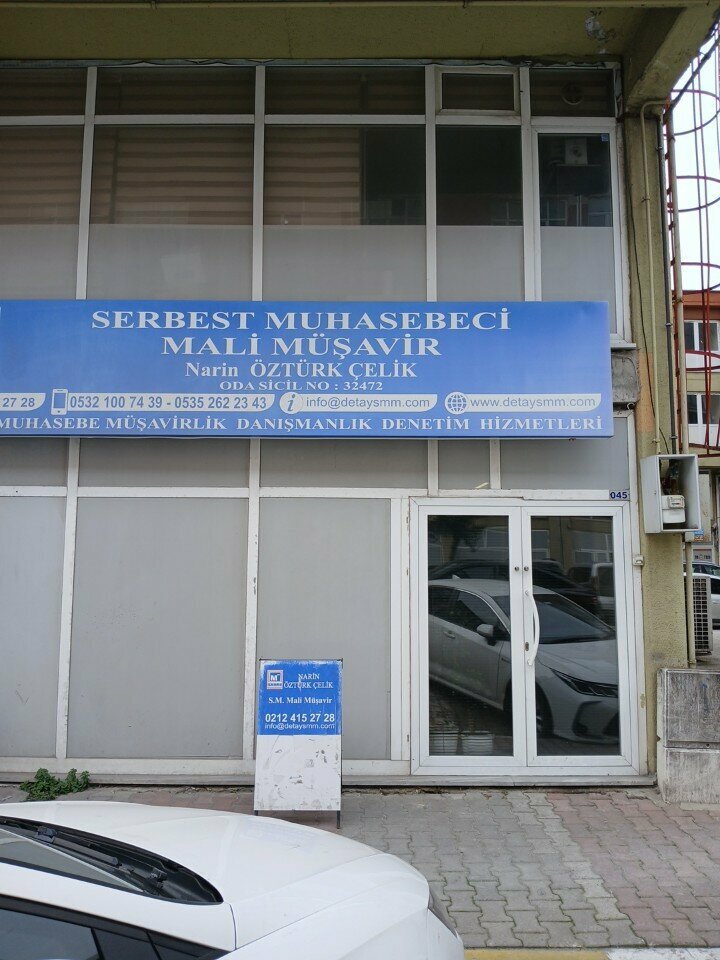 SERBEST MUHASEBECİ
MALİ MÜŞAVİR
Narin ÖZTÜRK ÇELİK
ODA SİCİL NO : 32472
27 28 0532 100 74 39 - 0535 262 23 43 info@detaysmm.com www.detaysmm.com
MUHASEBE MÜŞAVİRLİK DANIŞMANLIK DENETİM HİZMETLERİ
045
NARİN
ÖZTÜRK ÇELİK
S.M. Mali Müşavir
0212 415 27 28
info@detaysmm.com